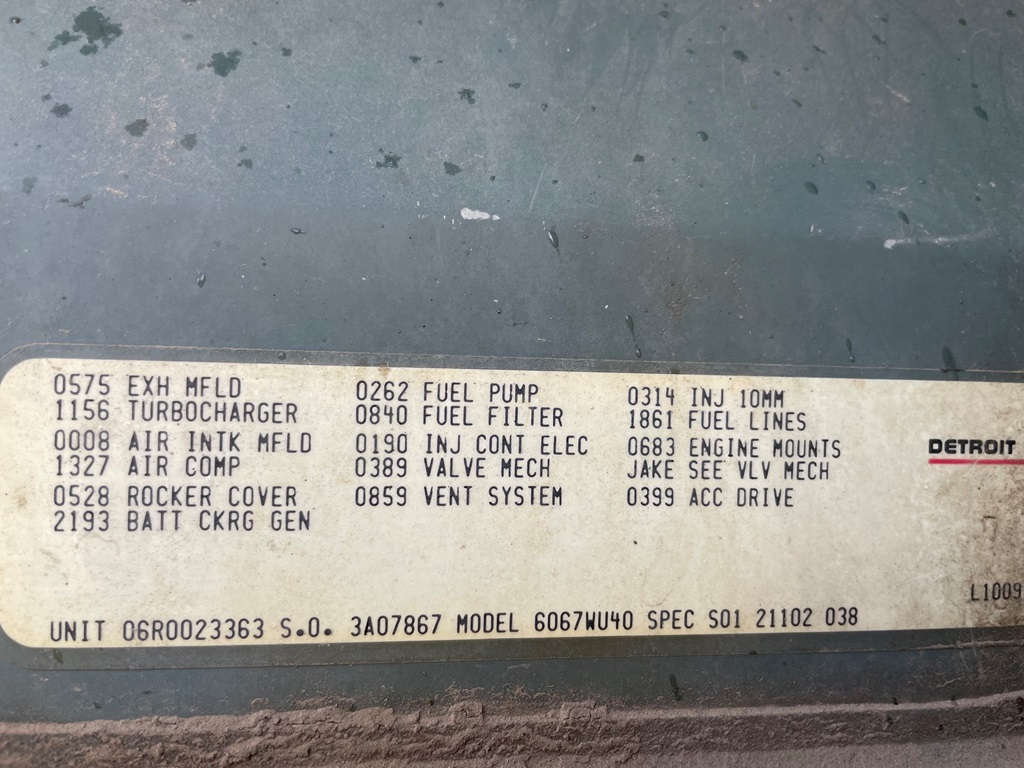 0575 EXH MFLD 0262 FUEL PUMP 0314 INJ 10MM
1156 TURBOCHARGER 0840 FUEL FILTER 1861 FUEL LINES
0008 AIR INTK MFLD 0190 INJ CONT ELEC 0683 ENGINE MOUNTS
1327 AIR COMP 0389 VALVE MECH JAKE SEE VLV MECH
0528 ROCKER COVER 0859 VENT SYSTEM 0399 ACC DRIVE
2193 BATT CKRG GEN
DETROIT
L1009
UNIT 06R0023363 S.O. 3A07867 MODEL 6067WU40 SPEC S01 21102 038